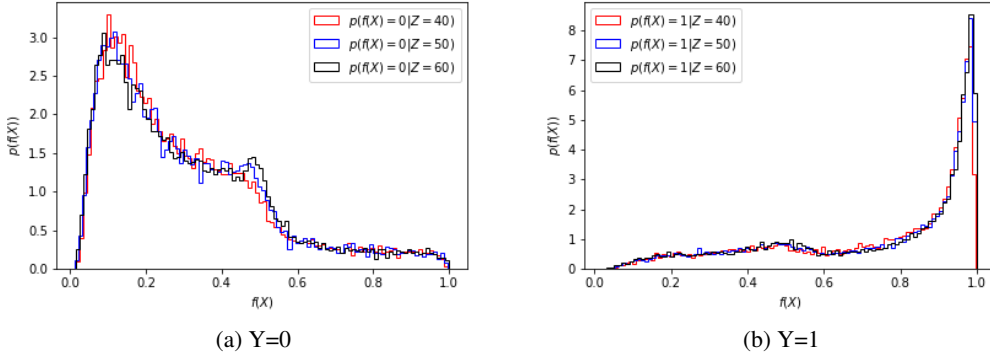 3.0
2.5
2.0
1.5
1.0
0.5
0.0
p(f(X))
0.0 0.2 0.4 0.6 0.8 1.0
f(X)
p(f(X) = 0|Z = 40)
p(f(X) = 0|Z = 50)
p(f(X) = 0|Z = 60)
(a) Y=0
8
7
6
5
4
3
2
1
0
p(f(X))
0.0 0.2 0.4 0.6 0.8 1.0
f(X)
p(f(X) = 1|Z = 40)
p(f(X) = 1|Z = 50)
p(f(X) = 1|Z = 60)
(b) Y=1